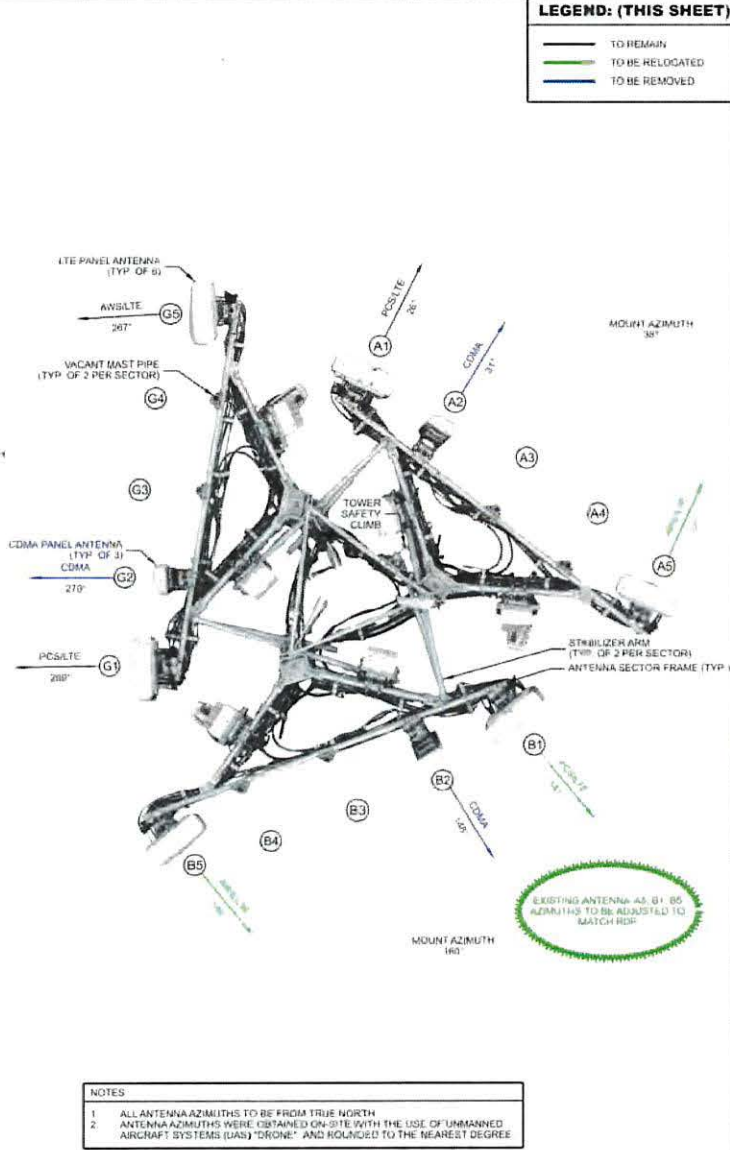 LEGEND: (THIS SHEET)
TO REMAIN
TO BE RELOCATED
TO BE REMOVED
LTE PANEL ANTENNA
(TYP. OF 6)
AWS/LTE
267°
G5
VACANT MAST PIPE
(TYP. OF 2 PER SECTOR)
G4
G3
CDMA PANEL ANTENNA
(TYP. OF 3)
CDMA
270°
G2
PCS/LTE
G1
PCS/LTE
26°
A1
CDMA
31°
A2
MOUNT AZIMUTH
38°
A3
A4
A5
TOWER
SAFETY
CLIMB
STABILIZER ARM
(TYP. OF 2 PER SECTOR)
ANTENNA SECTOR FRAME (TYP
B1
PCS/LTE
B2
CDMA
148°
B3
B4
B5
AWS/LTE
EXISTING ANTENNA A5, B1, B5
AZIMUTHS TO BE ADJUSTED TO
MATCH
MOUNT AZIMUTH
160°
NOTES
1 ALL ANTENNA AZIMUTHS TO BE FROM TRUE NORTH
2 ANTENNA AZIMUTHS WERE OBTAINED ON-SITE WITH THE USE OF UNMANNED
AIRCRAFT SYSTEMS (UAS) "DRONE" AND ROUNDED TO THE NEAREST DEGREE